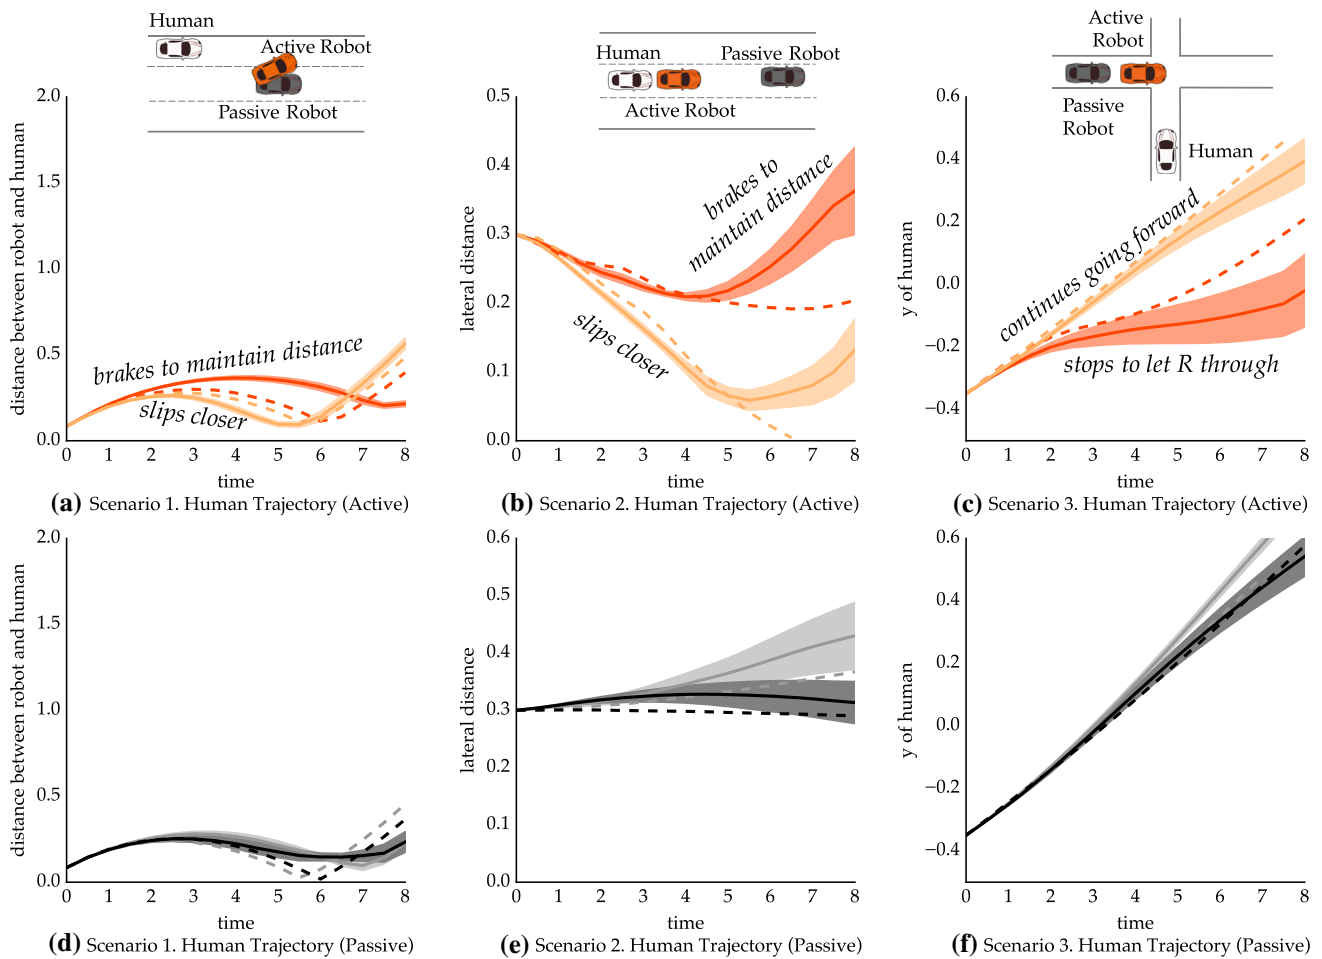 Human
Active Robot
Passive Robot
distance between robot and human
2.0
1.5
1.0
0.5
0.0
brakes to maintain distance
slips closer
0 1 2 3 4 5 6 7 8
time
(a) Scenario 1. Human Trajectory (Active)
Human
Passive Robot
Active Robot
lateral distance
0.5
0.4
0.3
0.2
0.1
0.0
brakes to
maintain distance
slips closer
0 1 2 3 4 5 6 7 8
time
(b) Scenario 2. Human Trajectory (Active)
Active
Robot
Passive
Robot
Human
y of human
0.6
0.4
0.2
0.0
−0.2
−0.4
continues going forward
stops to let R through
0 1 2 3 4 5 6 7 8
time
(c) Scenario 3. Human Trajectory (Active)
distance between robot and human
2.0
1.5
1.0
0.5
0.0
0 1 2 3 4 5 6 7 8
time
(d) Scenario 1. Human Trajectory (Passive)
lateral distance
0.6
0.5
0.4
0.3
0.2
0.1
0.0
0 1 2 3 4 5 6 7 8
time
(e) Scenario 2. Human Trajectory (Passive)
y of human
0.6
0.4
0.2
0.0
−0.2
−0.4
0 1 2 3 4 5 6 7 8
time
(f) Scenario 3. Human Trajectory (Passive)